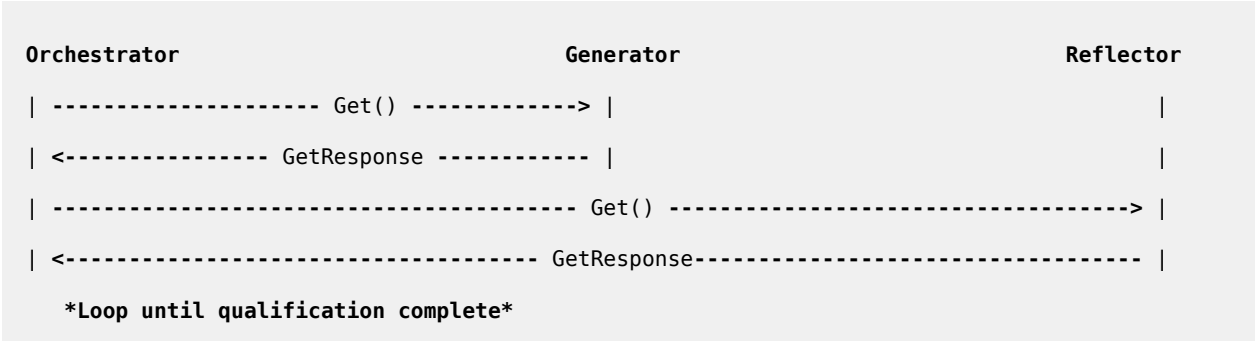 Orchestrator Generator Reflector
| --------------------- Get() -------------> | |
| <---------------- GetResponse ------------ | |
| ----------------------------------------- Get() ------------------------------------> |
| <------------------------------------- GetResponse----------------------------------- |
*Loop until qualification complete*